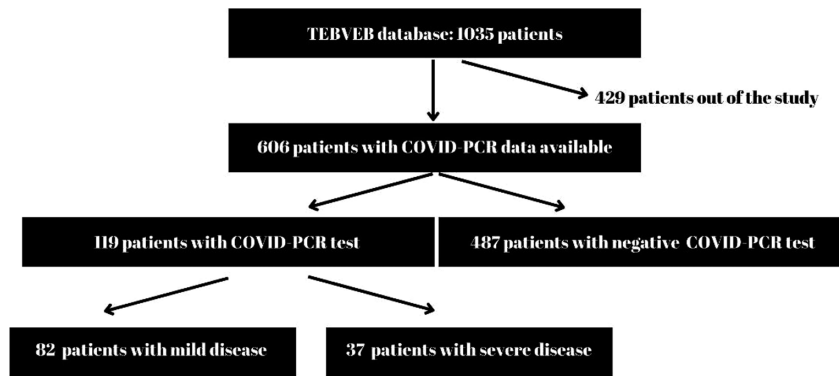 TEBVEB database: 1035 patients
429 patients out of the study
606 patients with COVID-PCR data available
119 patients with COVID-PCR test
487 patients with negative COVID-PCR test
82 patients with mild disease
37 patients with severe disease